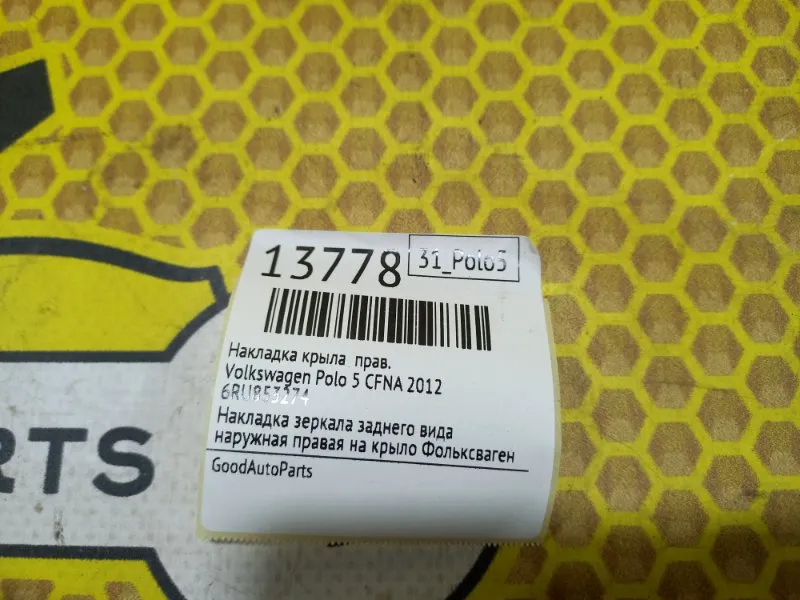 13778
31_Polo5
Накладка крыла прав.
Volkswagen Polo 5 CFNA 2012
6RU853274
Накладка зеркала заднего вида
наружная правая на крыло Фольксваген
GoodAutoParts
ARTS